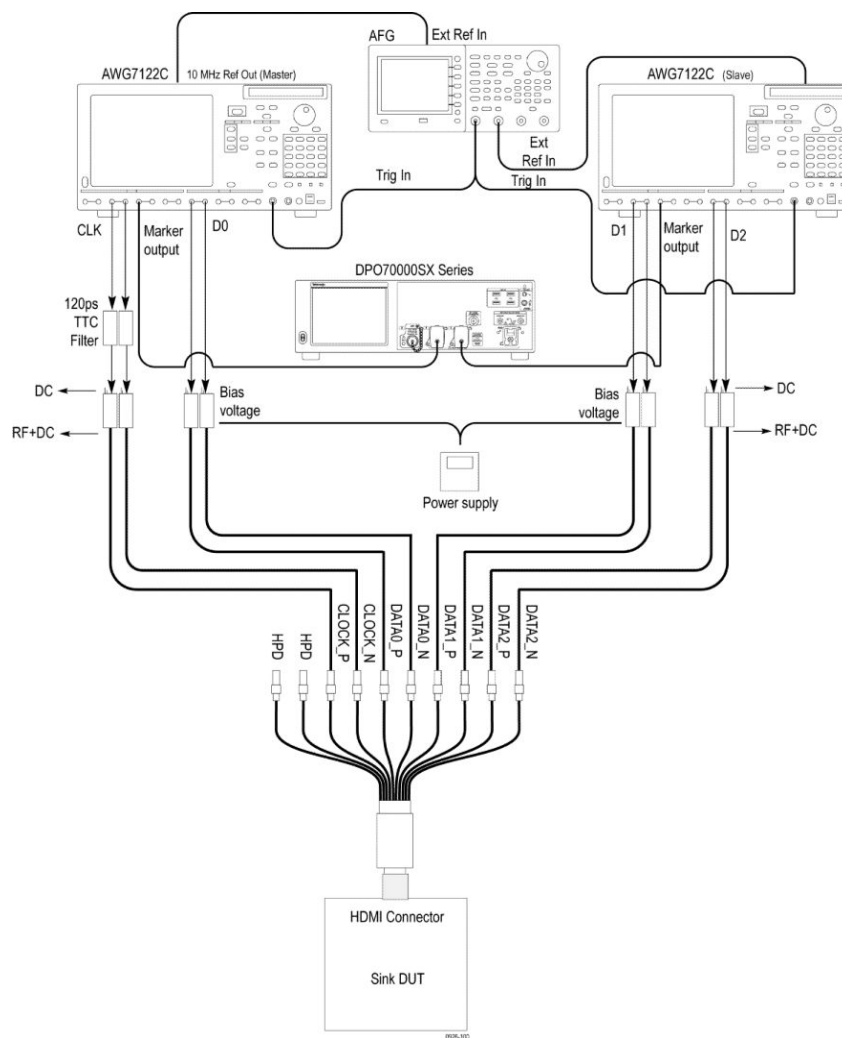 AFG
Ext Ref In
AWG7122C
10 MHz Ref Out (Master)
AWG7122C (Slave)
Ext
Ref In
Trig In
Trig In
CLK
Marker
output
D0
D1
Marker
output
D2
DPO70000SX Series
120ps
TTC
Filter
DC
Bias
voltage
Bias
voltage
DC
RF+DC
RF+DC
Power supply
HPD
HPD
CLOCK_P
CLOCK_N
DATA0_P
DATA0_N
DATA1_P
DATA1_N
DATA2_P
DATA2_N
HDMI Connector
Sink DUT